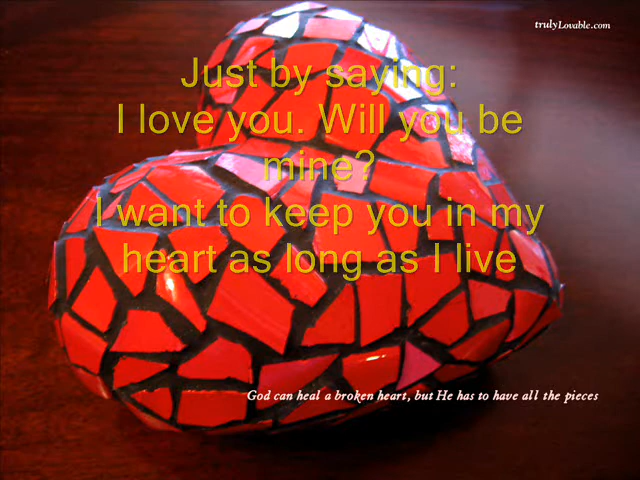 trulyLovable.com
Just by saying:
I love you. Will you be
mine?
I want to keep you in my
heart as long as I live
God can heal a broken heart, but He has to have all the pieces